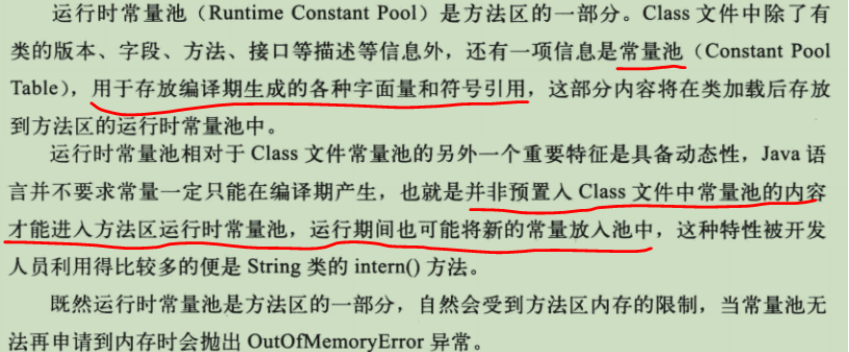 运行时常量池（Runtime Constant Pool）是方法区的一部分。Class 文件中除了有
类的版本、字段、方法、接口等描述等信息外，还有一项信息是常量池（Constant Pool
Table），用于存放编译期生成的各种字面量和符号引用，这部分内容将在类加载后存放
到方法区的运行时常量池中。
运行时常量池相对于 Class 文件常量池的另外一个重要特征是具备动态性，Java 语
言并不要求常量一定只能在编译期产生，也就是并非预置入 Class 文件中常量池的内容
才能进入方法区运行时常量池，运行期间也可能将新的常量放入池中，这种特性被开发
人员利用得比较多的便是 String 类的 intern() 方法。
既然运行时常量池是方法区的一部分，自然会受到方法区内存的限制，当常量池无
法再申请到内存时会抛出 OutOfMemoryError 异常。